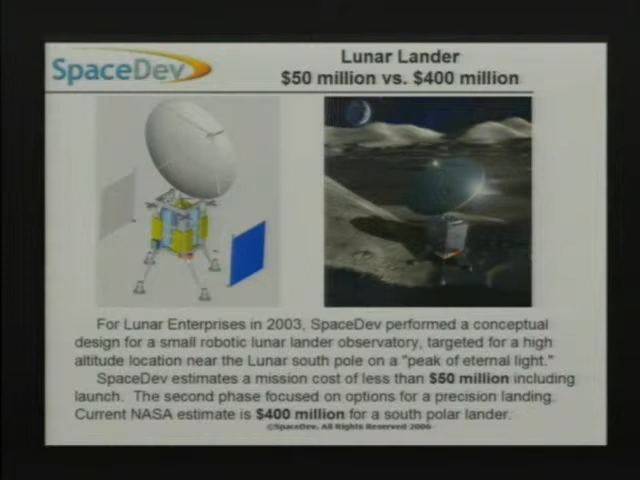 SpaceDev
Lunar Lander
$50 million vs. $400 million
For Lunar Enterprises in 2003, SpaceDev performed a conceptual
design for a small robotic lunar lander observatory, targeted for a high
altitude location near the Lunar south pole on a "peak of eternal light."
SpaceDev estimates a mission cost of less than $50 million including
launch. The second phase focused on options for a precision landing.
Current NASA estimate is $400 million for a south polar lander.
©SpaceDev, All Rights Reserved 2006